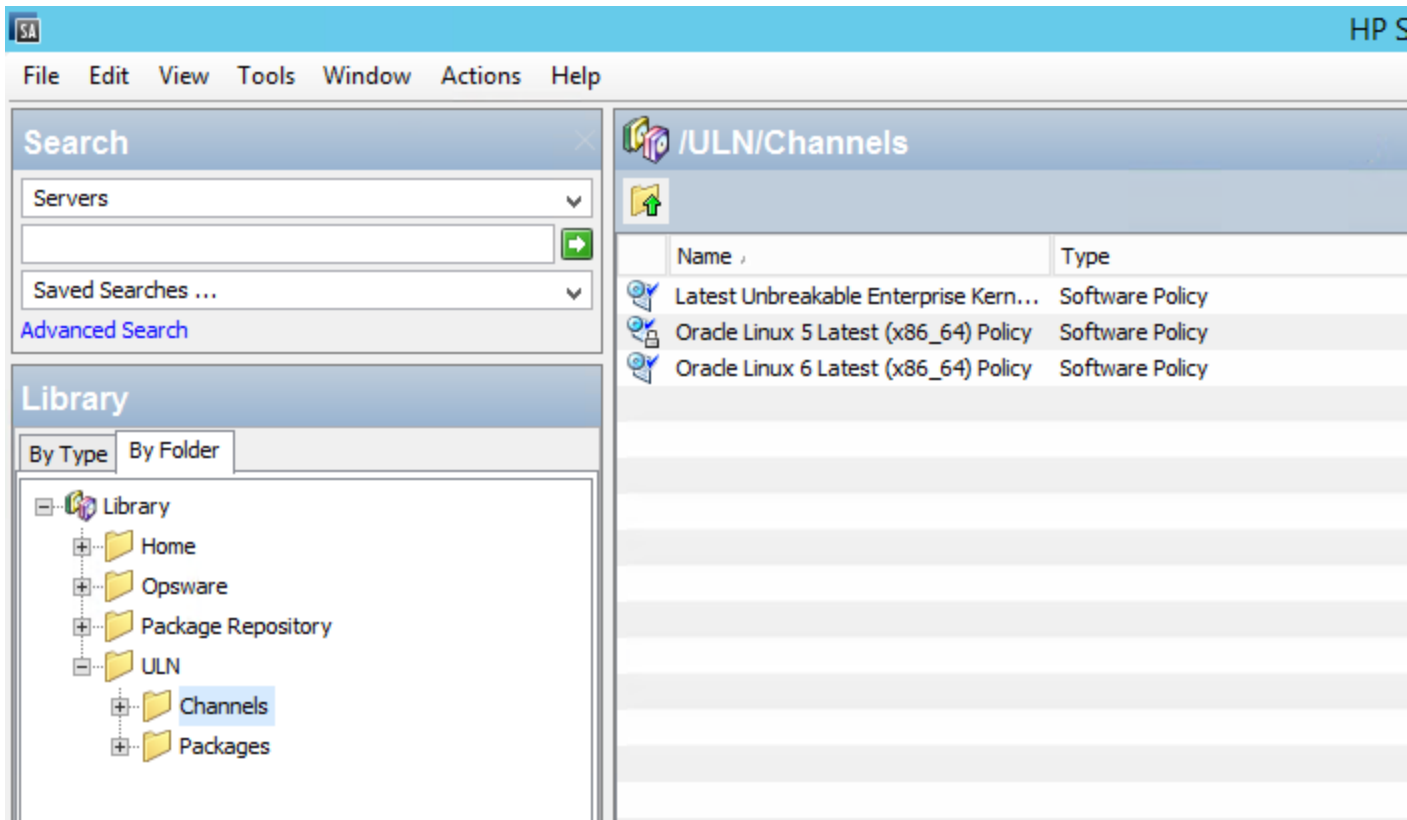 SA
HP S
File Edit View Tools Window Actions Help
Search
Servers
Saved Searches ...
Advanced Search
Library
By Type By Folder
Library
Home
Opsware
Package Repository
ULN
Channels
Packages
/ULN/Channels
Name Type
Latest Unbreakable Enterprise Kern... Software Policy
Oracle Linux 5 Latest (x86_64) Policy Software Policy
Oracle Linux 6 Latest (x86_64) Policy Software Policy